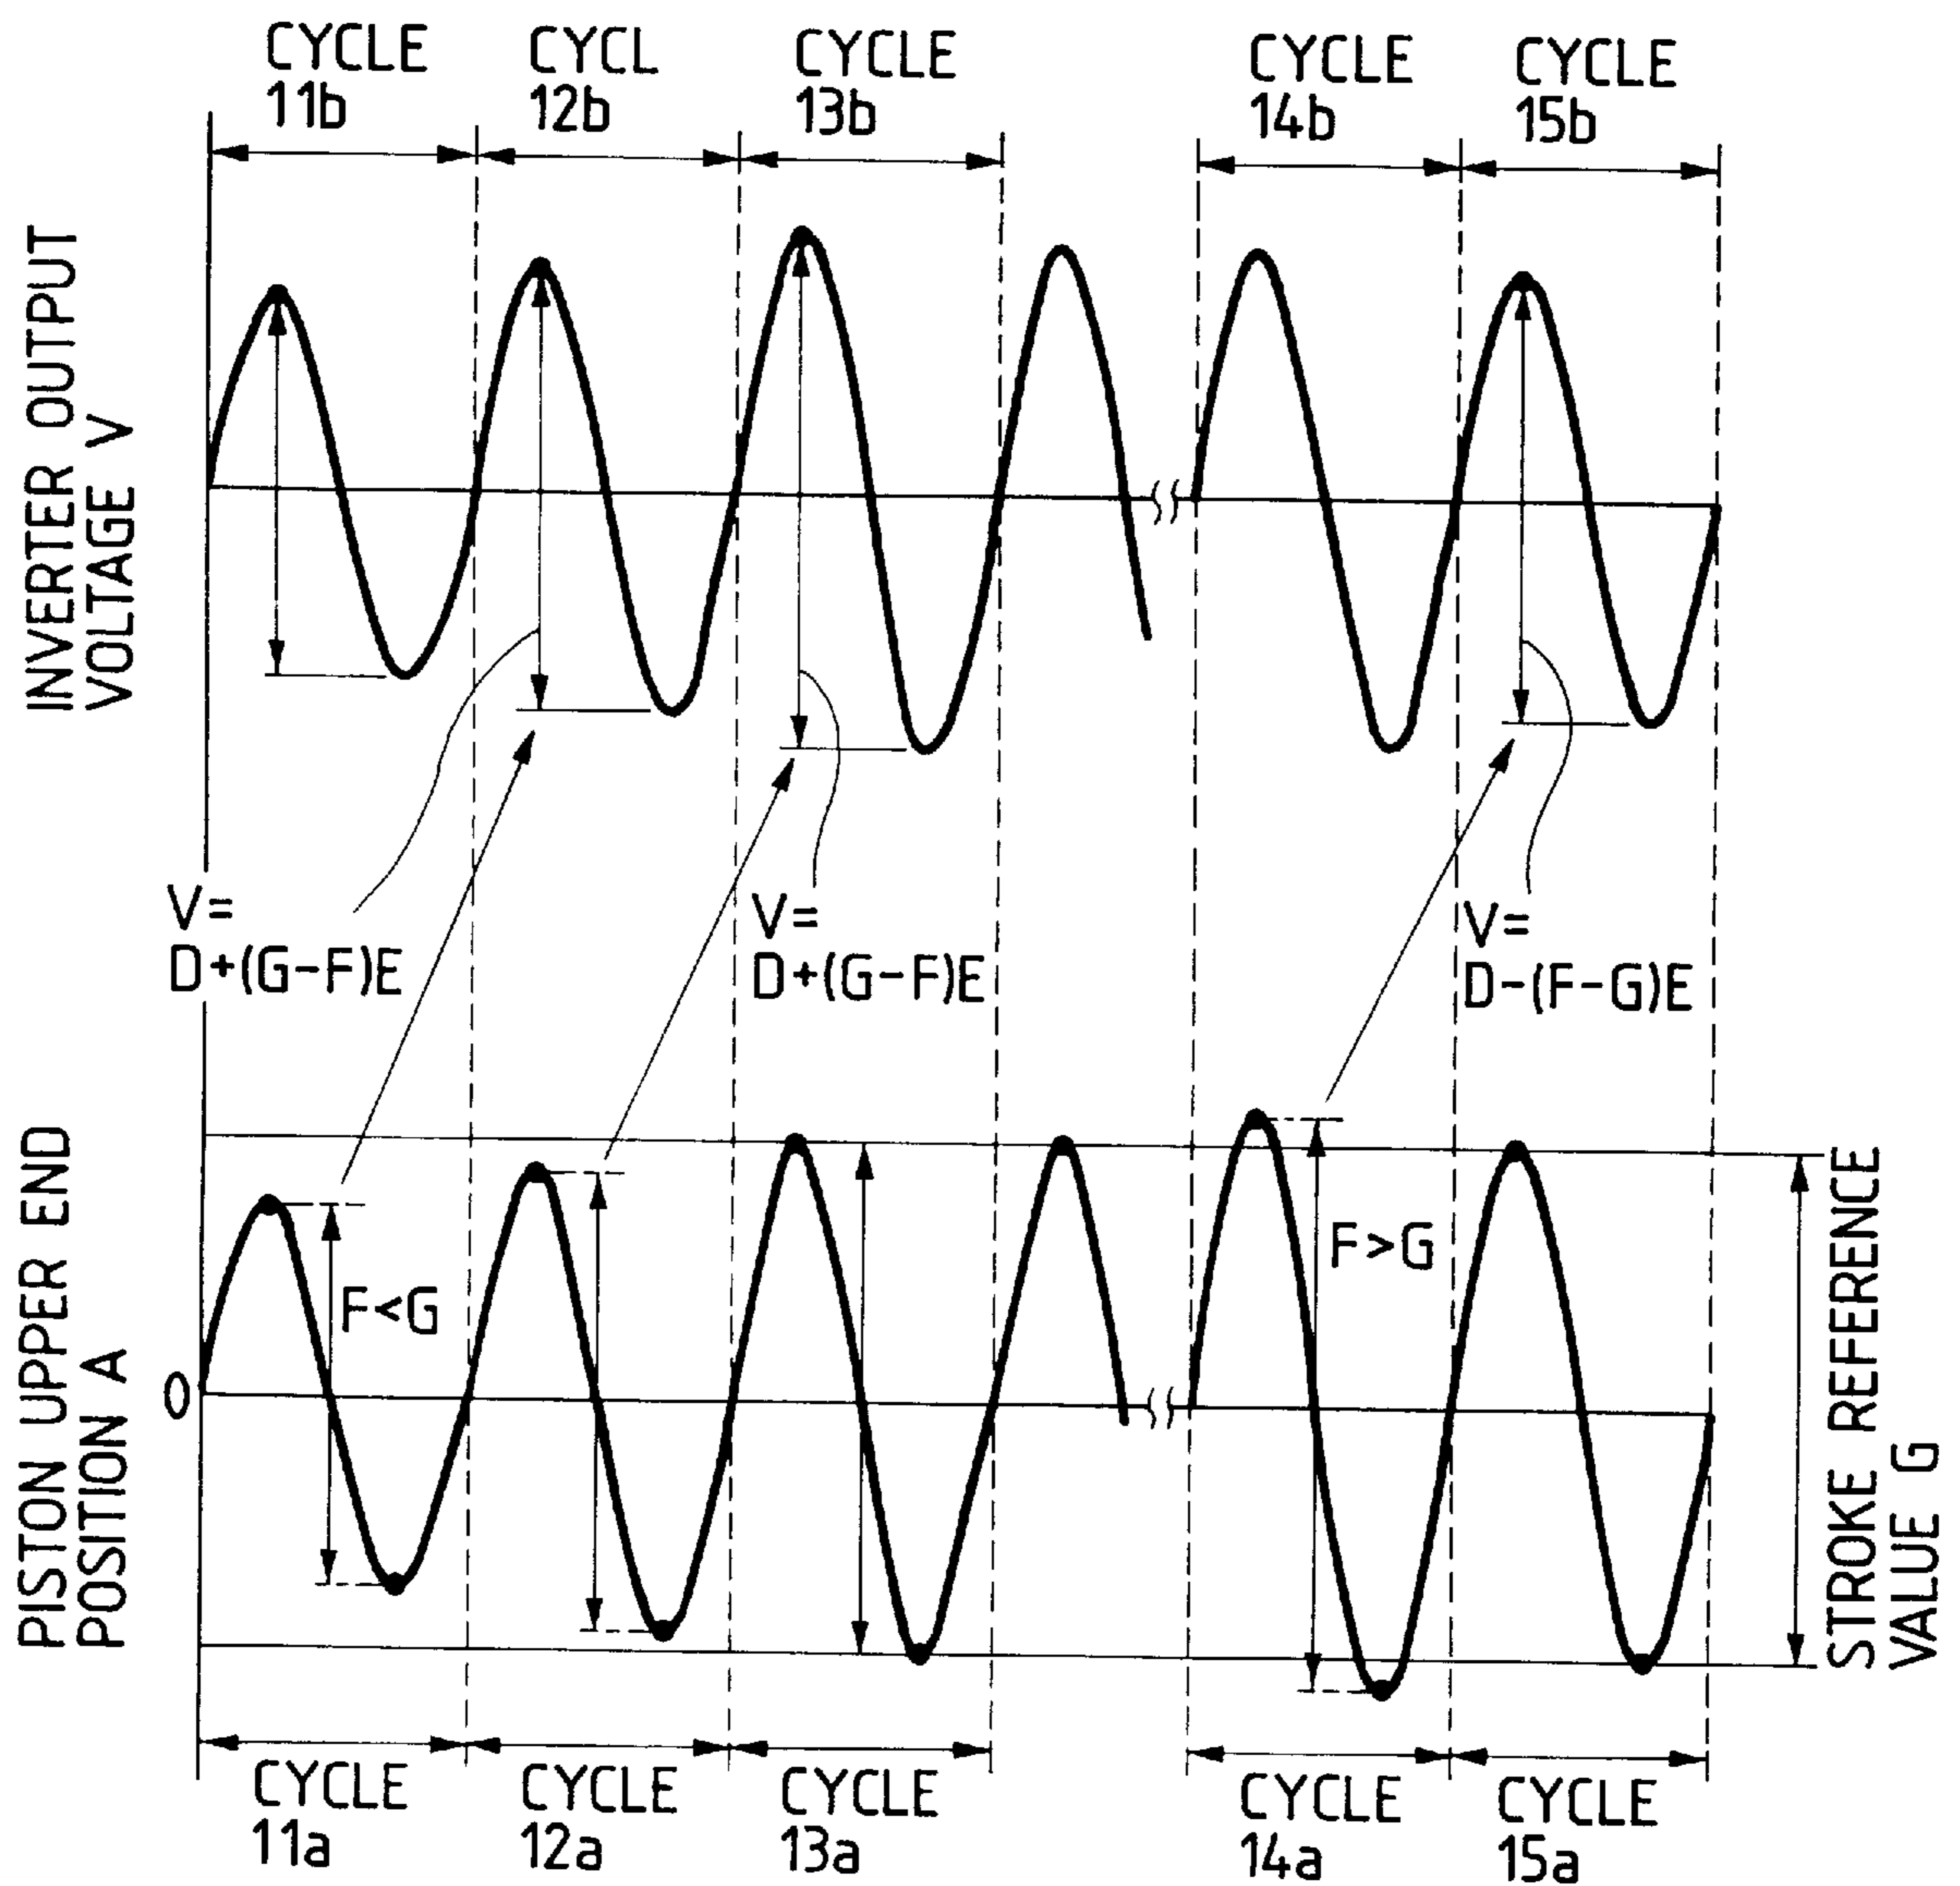 CYCLE
11b
CYCL
12b
CYCLE
13b
CYCLE
14b
CYCLE
15b
INVERTER OUTPUT
VOLTAGE V
V=
D+(G-F)E
V=
D+(G-F)E
V=
D-(F-G)E
PISTON UPPER END
POSITION A
0
F<G
F>G
STROKE REFERENCE
VALUE G
CYCLE
11a
CYCLE
12a
CYCLE
13a
CYCLE
14a
CYCLE
15a